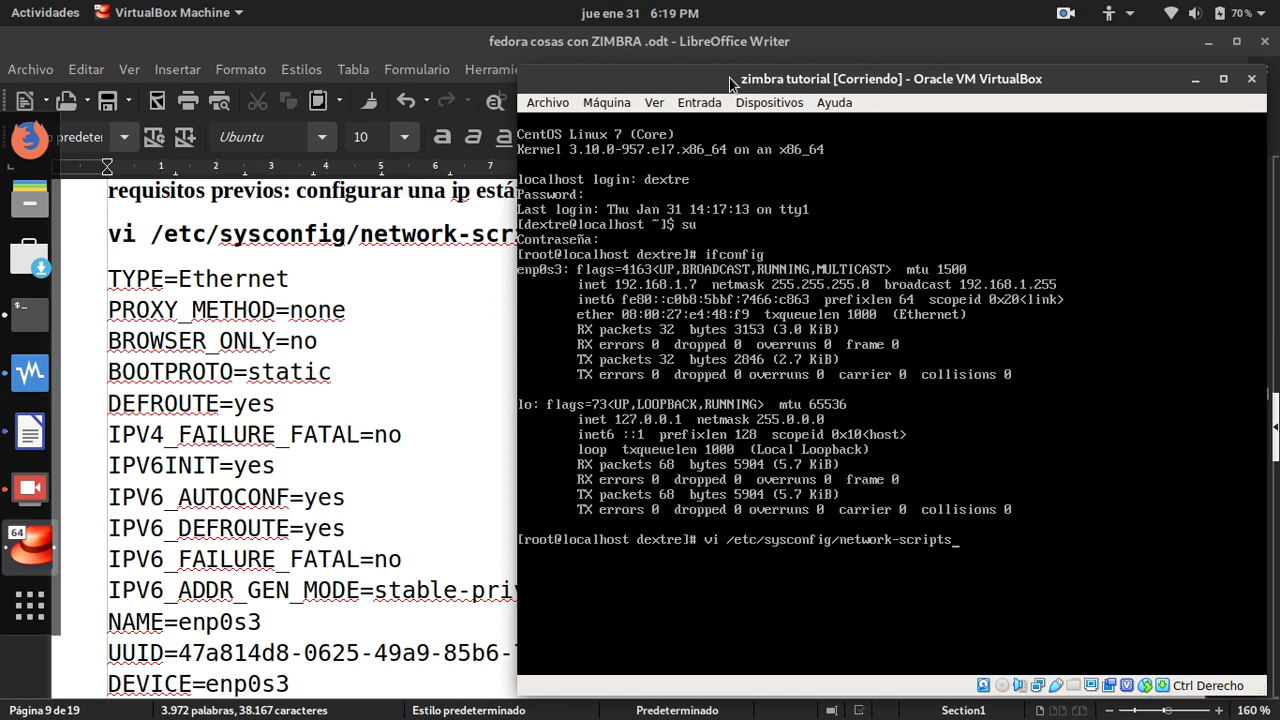 Actividades
VirtualBox Machine
jue ene 31 6:19 PM
70%
fedora cosas con ZIMBRA .odt - LibreOffice Writer
Archivo Editar Ver Insertar Formato Estilos Tabla Formulario Herramie
zimbra tutorial [Corriendo] - Oracle VM VirtualBox
Archivo Máquina Ver Entrada Dispositivos Ayuda
Ubuntu 10
1 2 3 4 5 6 7
requisitos previos: configurar una ip está
vi /etc/sysconfig/network-scri
TYPE=Ethernet
PROXY_METHOD=none
BROWSER_ONLY=no
BOOTPROTO=static
DEFROUTE=yes
IPV4_FAILURE_FATAL=no
IPV6INIT=yes
IPV6_AUTOCONF=yes
IPV6_DEFROUTE=yes
IPV6_FAILURE_FATAL=no
IPV6_ADDR_GEN_MODE=stable-priv
NAME=enp0s3
UUID=47a814d8-0625-49a9-85b6-
DEVICE=enp0s3
64
CentOS Linux 7 (Core)
Kernel 3.10.0-957.el7.x86_64 on an x86_64
localhost login: dextre
Password:
Last login: Thu Jan 31 14:17:13 on tty1
[dextre@localhost ~]$ su
Contraseña:
[root@localhost dextre]# ifconfig
enp0s3: flags=4163<UP,BROADCAST,RUNNING,MULTICAST> mtu 1500
inet 192.168.1.7 netmask 255.255.255.0 broadcast 192.168.1.255
inet6 fe80::c0b8:5bbf:7466:c863 prefixlen 64 scopeid 0x20<link>
ether 08:00:27:e4:48:f9 txqueuelen 1000 (Ethernet)
RX packets 32 bytes 3153 (3.0 KiB)
RX errors 0 dropped 0 overruns 0 frame 0
TX packets 32 bytes 2846 (2.7 KiB)
TX errors 0 dropped 0 overruns 0 carrier 0 collisions 0
lo: flags=73<UP,LOOPBACK,RUNNING> mtu 65536
inet 127.0.0.1 netmask 255.0.0.0
inet6 ::1 prefixlen 128 scopeid 0x10<host>
loop txqueuelen 1000 (Local Loopback)
RX packets 68 bytes 5904 (5.7 KiB)
RX errors 0 dropped 0 overruns 0 frame 0
TX packets 68 bytes 5904 (5.7 KiB)
TX errors 0 dropped 0 overruns 0 carrier 0 collisions 0
[root@localhost dextre]# vi /etc/sysconfig/network-scripts_
Ctrl Derecho
Página 9 de 19
3.972 palabras, 38.167 caracteres
Estilo predeterminado
Predeterminado
Section1
160 %